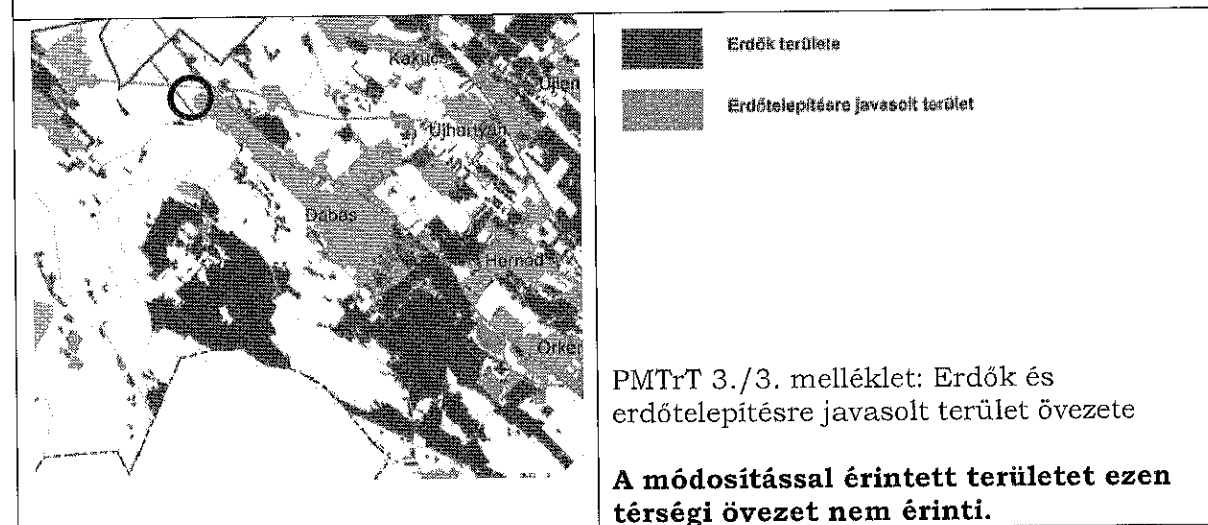 Kakucs
Újhartyán
Dabas
Hernád
Erdők területe
Erdőtelepítésre javasolt terület
PMTrT 3./3. melléklet: Erdők és
erdőtelepítésre javasolt terület övezete
A módosítással érintett területet ezen
térségi övezet nem érinti.